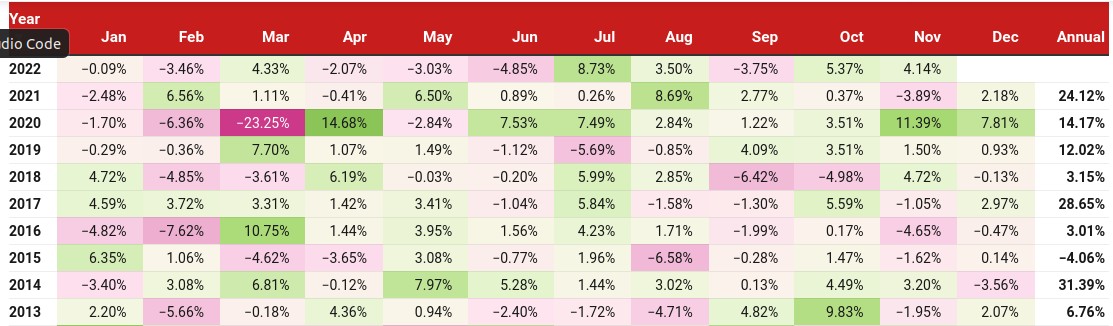 Year
dio Code
Jan Feb Mar Apr May Jun Jul Aug Sep Oct Nov Dec Annual
2022 −0.09% −3.46% 4.33% −2.07% −3.03% −4.85% 8.73% 3.50% −3.75% 5.37% 4.14%
2021 −2.48% 6.56% 1.11% −0.41% 6.50% 0.89% 0.26% 8.69% 2.77% 0.37% −3.89% 2.18% 24.12%
2020 −1.70% −6.36% −23.25% 14.68% −2.84% 7.53% 7.49% 2.84% 1.22% 3.51% 11.39% 7.81% 14.17%
2019 −0.29% −0.36% 7.70% 1.07% 1.49% −1.12% −5.69% −0.85% 4.09% 3.51% 1.50% 0.93% 12.02%
2018 4.72% −4.85% −3.61% 6.19% −0.03% −0.20% 5.99% 2.85% −6.42% −4.98% 4.72% −0.13% 3.15%
2017 4.59% 3.72% 3.31% 1.42% 3.41% −1.04% 5.84% −1.58% −1.30% 5.59% −1.05% 2.97% 28.65%
2016 −4.82% −7.62% 10.75% 1.44% 3.95% 1.56% 4.23% 1.71% −1.99% 0.17% −4.65% −0.47% 3.01%
2015 6.35% 1.06% −4.62% −3.65% 3.08% −0.77% 1.96% −6.58% −0.28% 1.47% −1.62% 0.14% −4.06%
2014 −3.40% 3.08% 6.81% −0.12% 7.97% 5.28% 1.44% 3.02% 0.13% 4.49% 3.20% −3.56% 31.39%
2013 2.20% −5.66% −0.18% 4.36% 0.94% −2.40% −1.72% −4.71% 4.82% 9.83% −1.95% 2.07% 6.76%